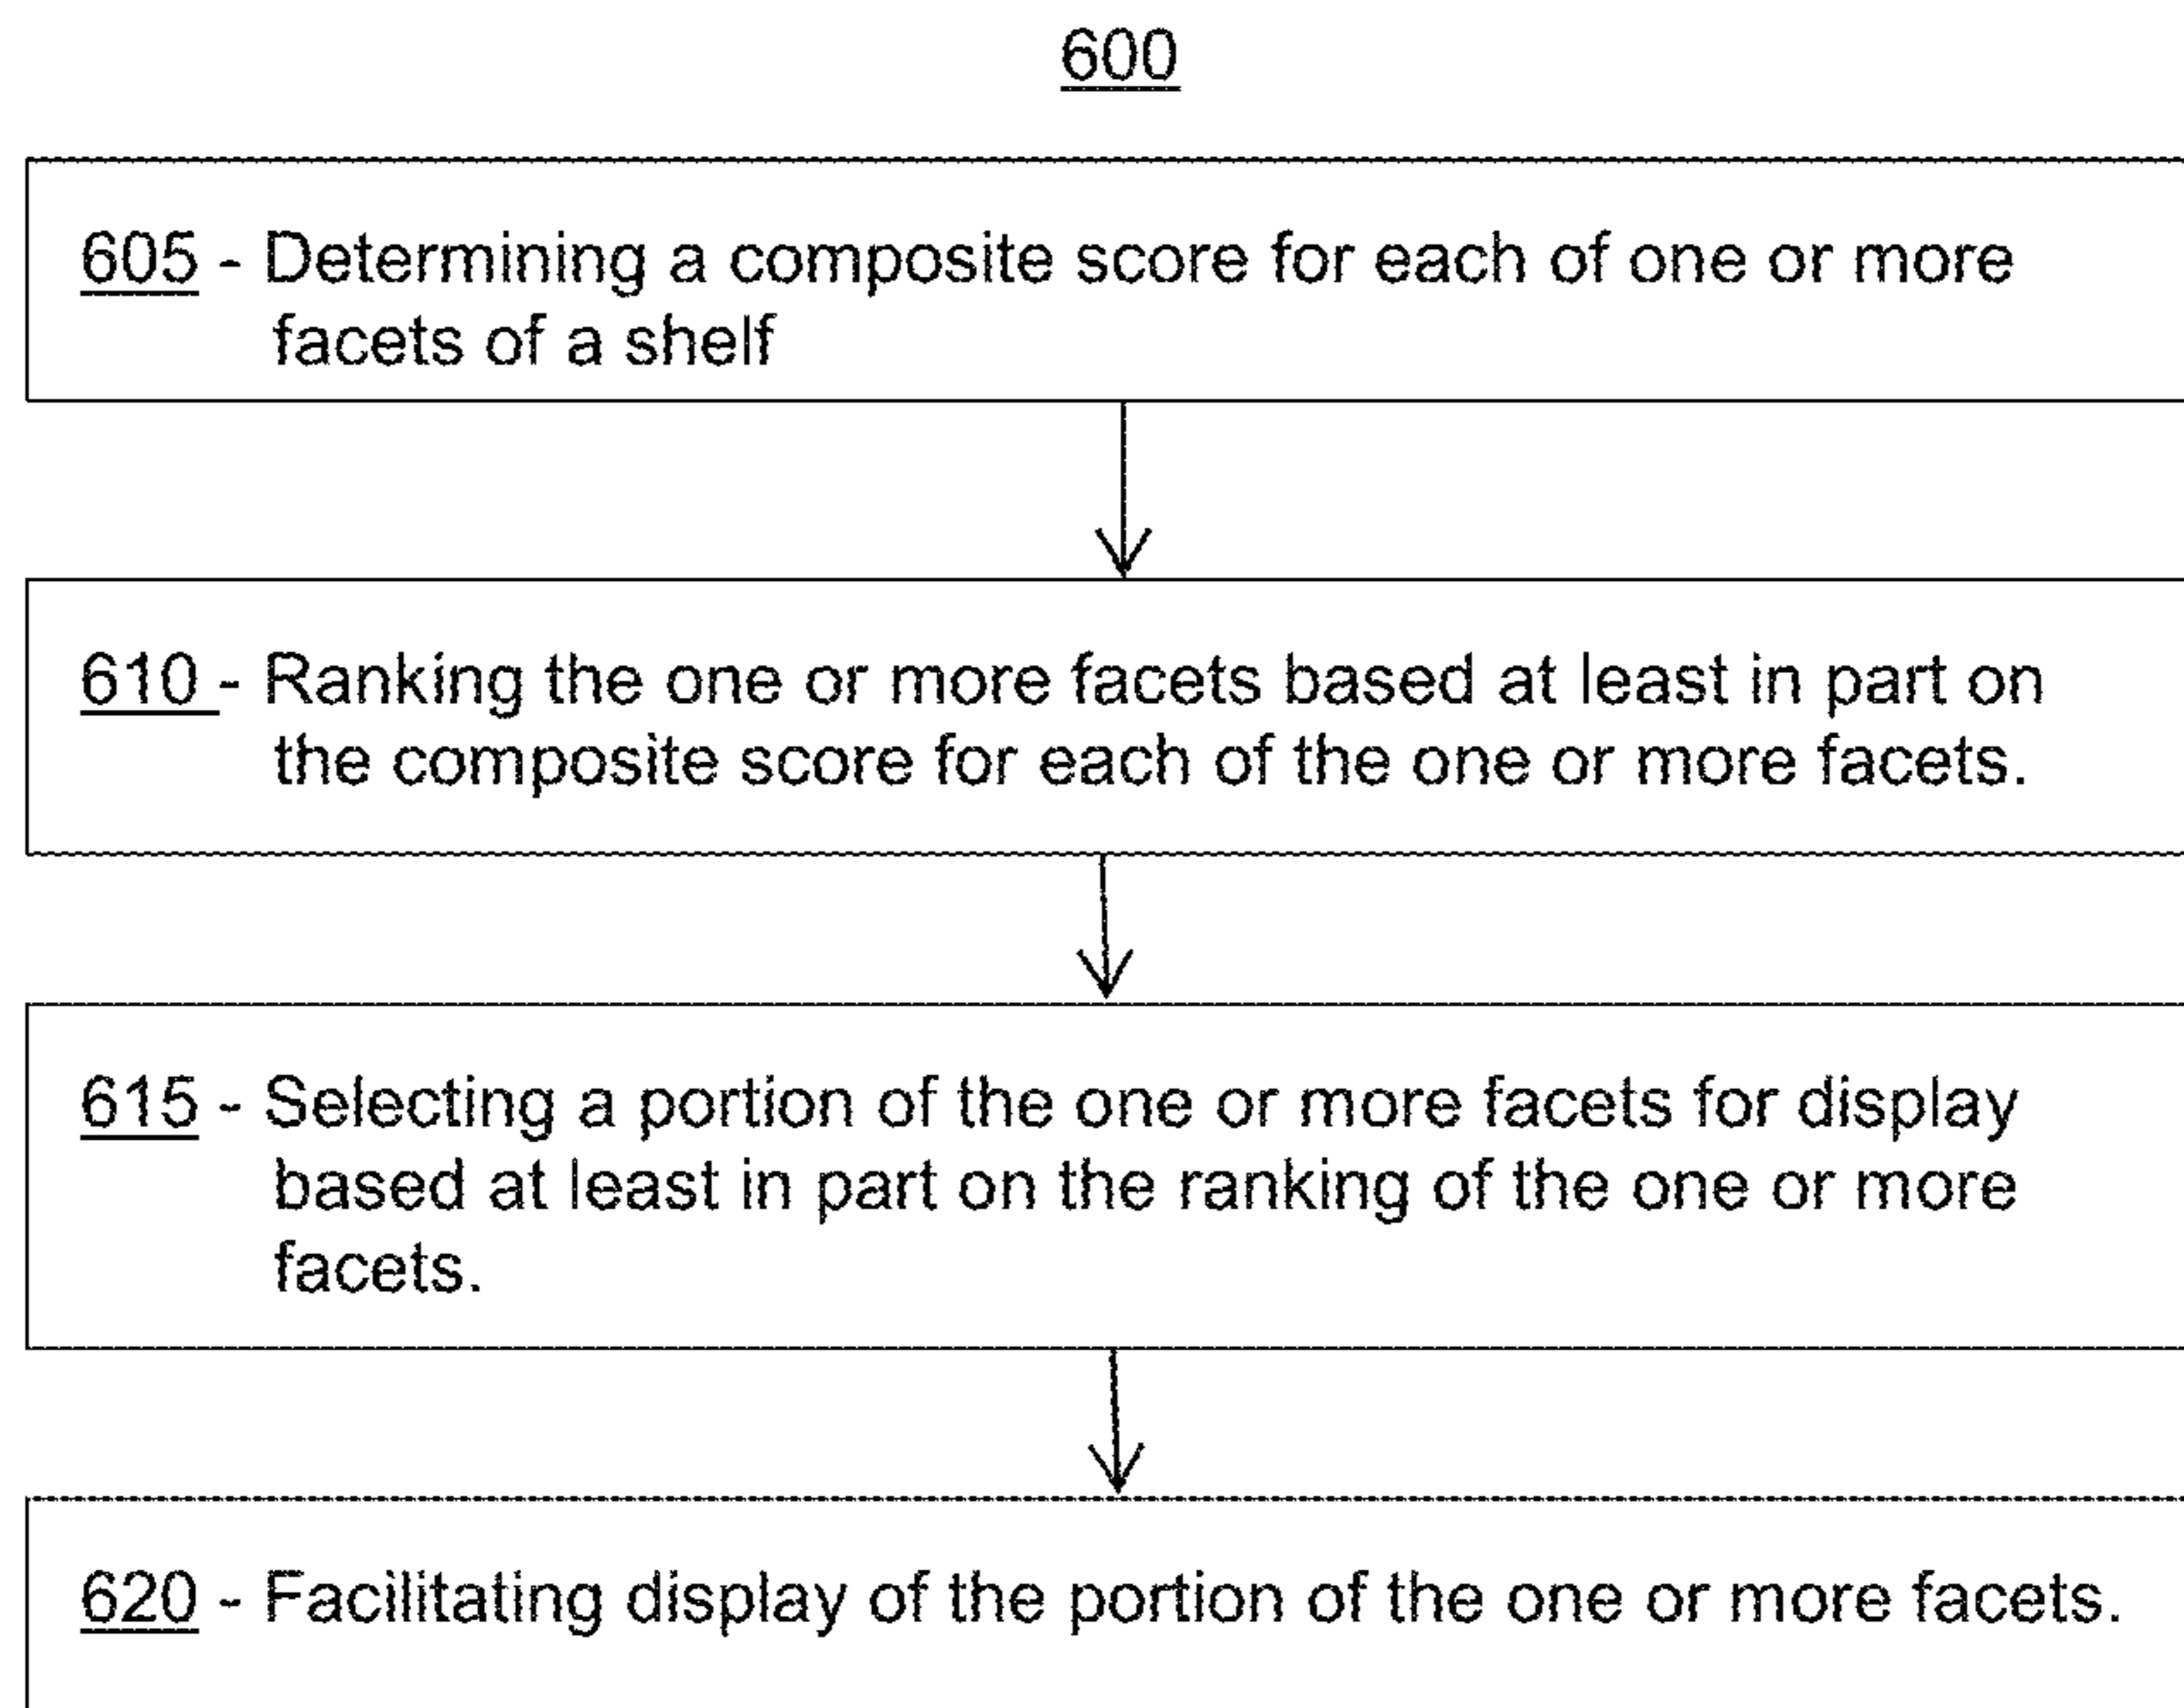 600
605 - Determining a composite score for each of one or more
facets of a shelf
610 - Ranking the one or more facets based at least in part on
the composite score for each of the one or more facets.
615 - Selecting a portion of the one or more facets for display
based at least in part on the ranking of the one or more
facets.
620 - Facilitating display of the portion of the one or more facets.